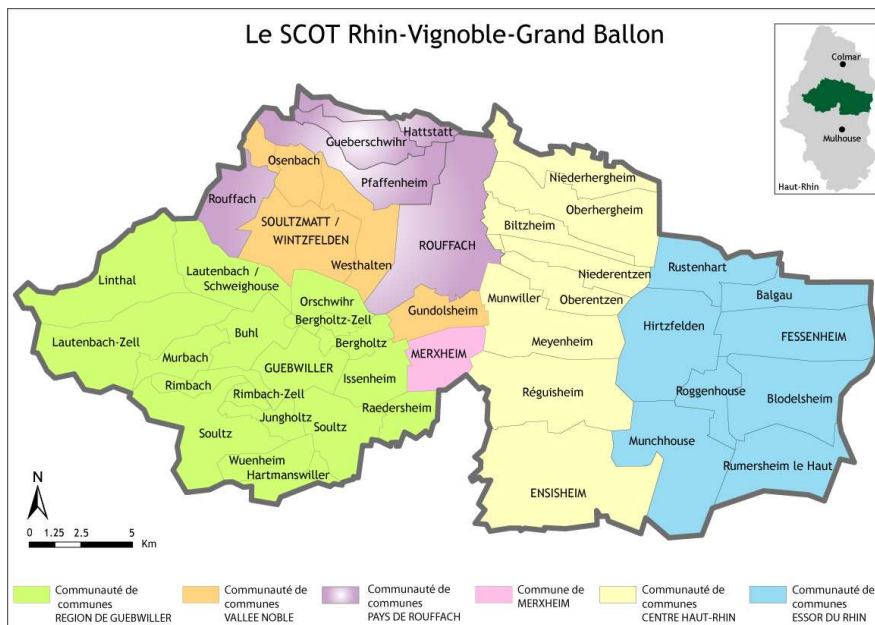 Le SCOT Rhin-Vignoble-Grand Ballon
Colmar
Mulhouse
Haut-Rhin
Hattstatt
Gueberschwihr
Osenbach
Pfaffenheim
Rouffach
Niederhergheim
Oberhergheim
SOULTZMATT /
WINTZFELDEN
Biltzheim
ROUFFACH
Westhalten
Linthal
Lautenbach /
Schweighouse
Niederentzen
Rustenhart
Orschwihr
Munwiller
Oberentzen
Balgau
Bergholtz-Zell
Gundolsheim
Hirtzfelden
Buhl
Lautenbach-Zell
Bergholtz
Meyenheim
FESSENHEIM
Murbach
MERXHEIM
GUEBWILLER
Issenheim
Rimbach
Rimbach-Zell
Réguisheim
Roggenhouse
Blodelsheim
Raedersheim
Jungholtz
Soultz
Soultz
Munchhouse
Wuenheim
Rumersheim le Haut
Hartmanswiller
ENSISHEIM
N
0 1.25 2.5 5
Km
Communauté de
communes
REGION DE GUEBWILLER
Communauté de
communes
VALLEE NOBLE
Communauté de
communes
PAYS DE ROUFFACH
Commune de
MERXHEIM
Communauté de
communes
CENTRE HAUT-RHIN
Communauté de
communes
ESSOR DU RHIN